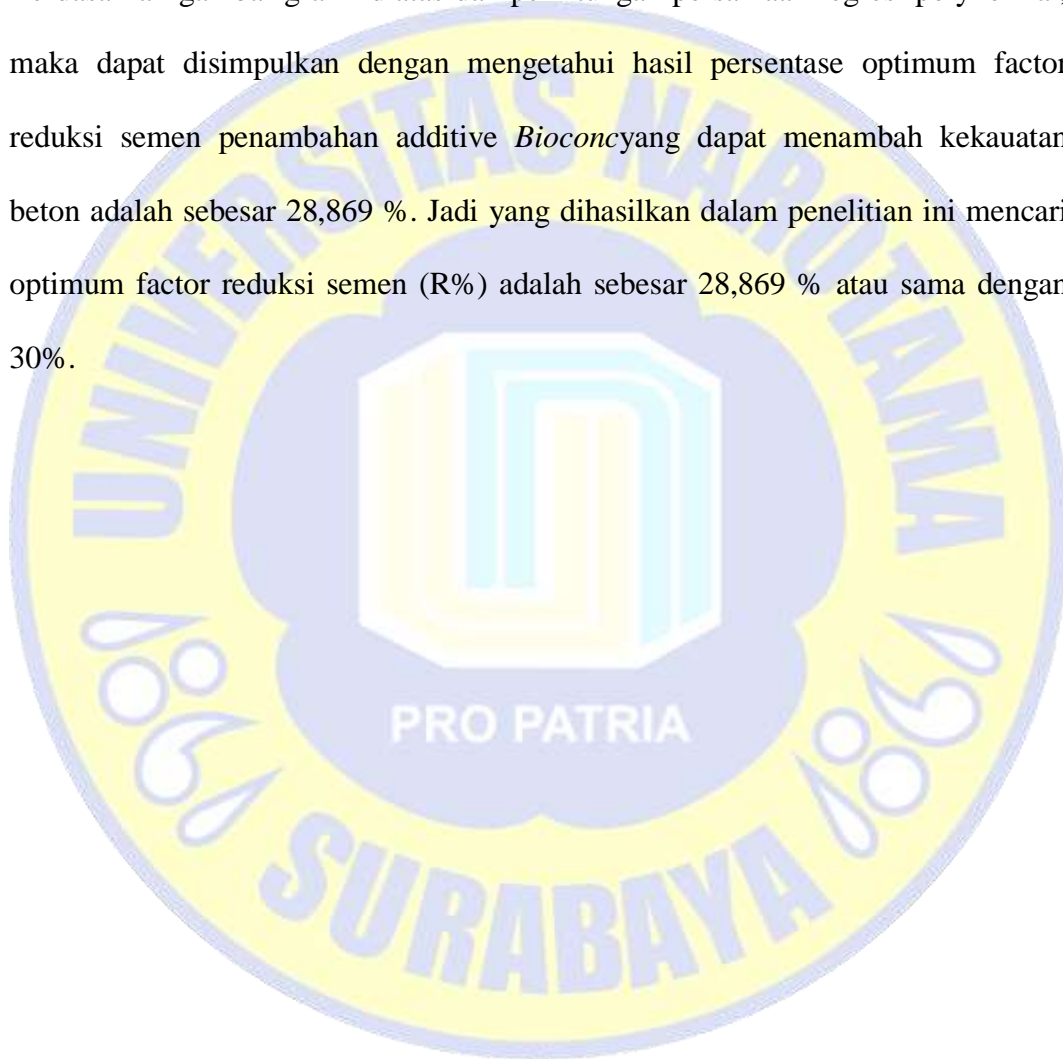 maka dapat disimpulkan dengan mengetahui hasil persentase optimum factor
reduksi semen penambahan additive Bioconcyang dapat menambah kekauatan
beton adalah sebesar 28,869 %. Jadi yang dihasilkan dalam penelitian ini mencari
optimum factor reduksi semen (R%) adalah sebesar 28,869 % atau sama dengan
30%.
UNIVERSITAS NAROTAMA
PRO PATRIA
SURABAYA